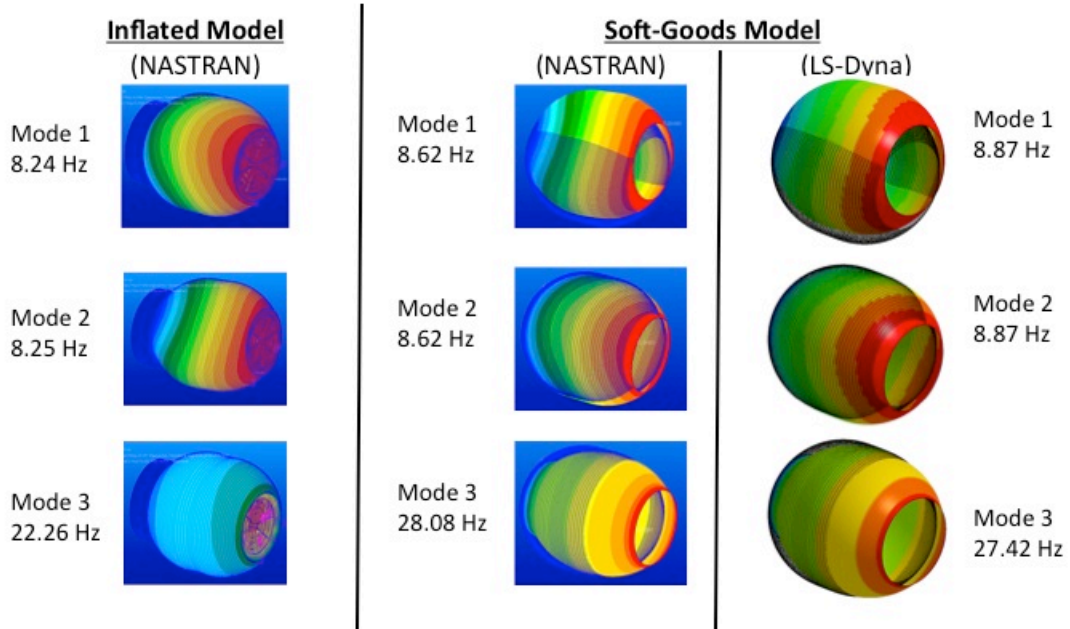 Inflated Model
(NASTRAN)
Mode 1
8.24 Hz
Mode 2
8.25 Hz
Mode 3
22.26 Hz
Soft-Goods Model
(NASTRAN)
Mode 1
8.62 Hz
Mode 2
8.62 Hz
Mode 3
28.08 Hz
(LS-Dyna)
Mode 1
8.87 Hz
Mode 2
8.87 Hz
Mode 3
27.42 Hz